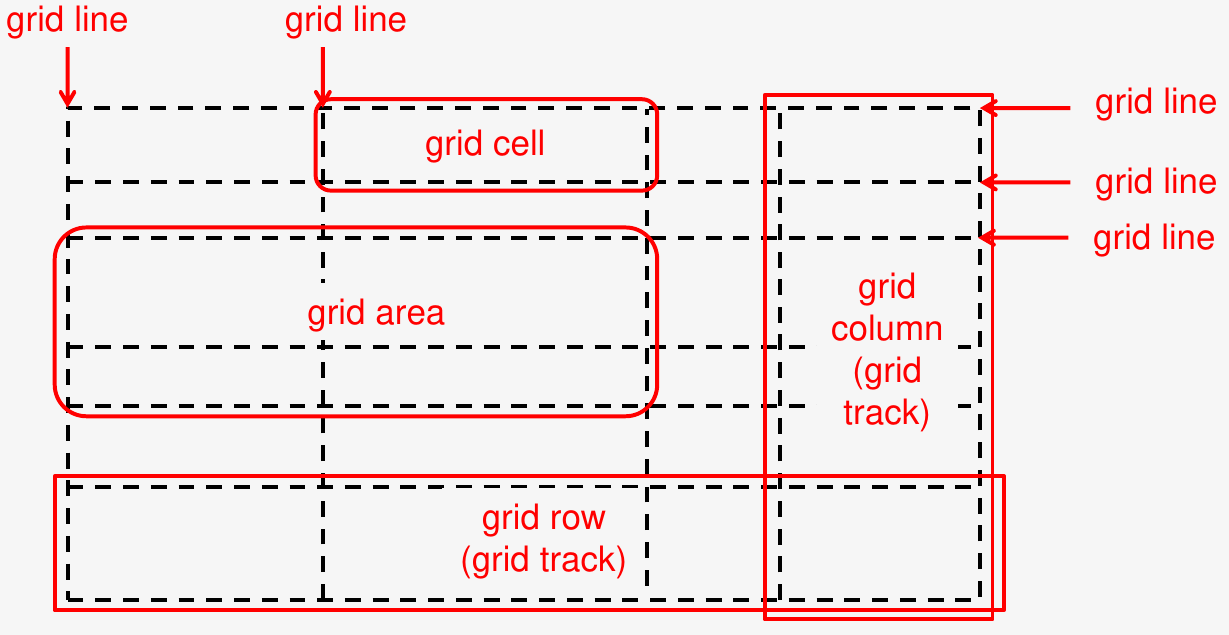 grid line
grid line
grid line
grid cell
grid line
grid line
grid area
grid
column
(grid
track)
grid row
(grid track)